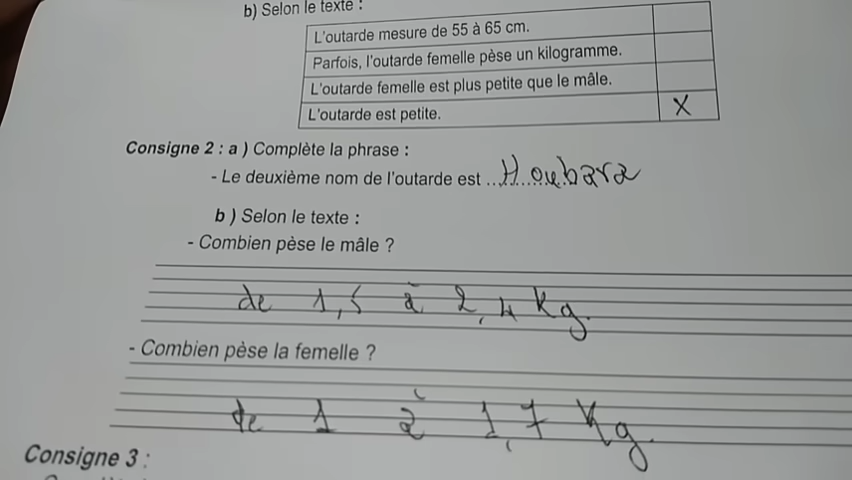 b) Selon le texte :
L'outarde mesure de 55 à 65 cm.
Parfois, l'outarde femelle pèse un kilogramme.
L'outarde femelle est plus petite que le mâle.
L'outarde est petite. X
Consigne 2 : a ) Complète la phrase :
- Le deuxième nom de l'outarde est ... Houbara
b ) Selon le texte :
- Combien pèse le mâle ?
de 1,5 à 2,4 kg.
- Combien pèse la femelle ?
de 1 à 1,7 Kg.
Consigne 3 :